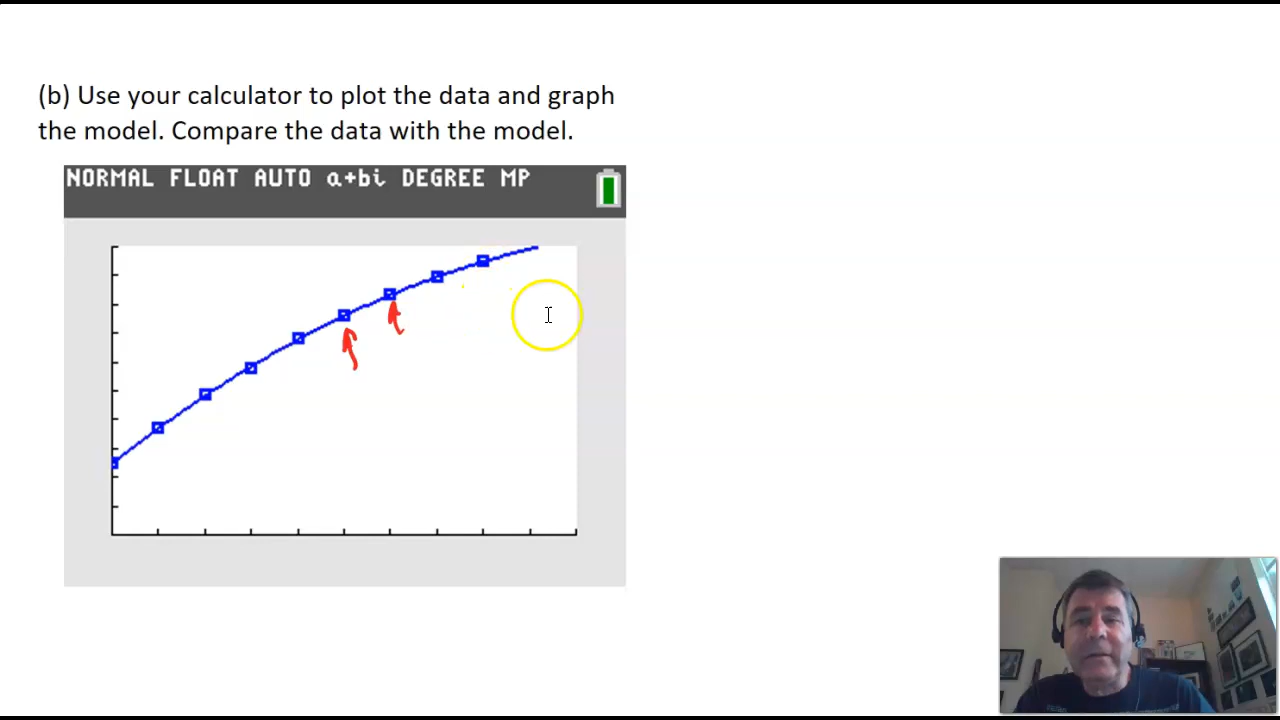 (b) Use your calculator to plot the data and graph
the model. Compare the data with the model.
NORMAL FLOAT AUTO a+bi DEGREE MP